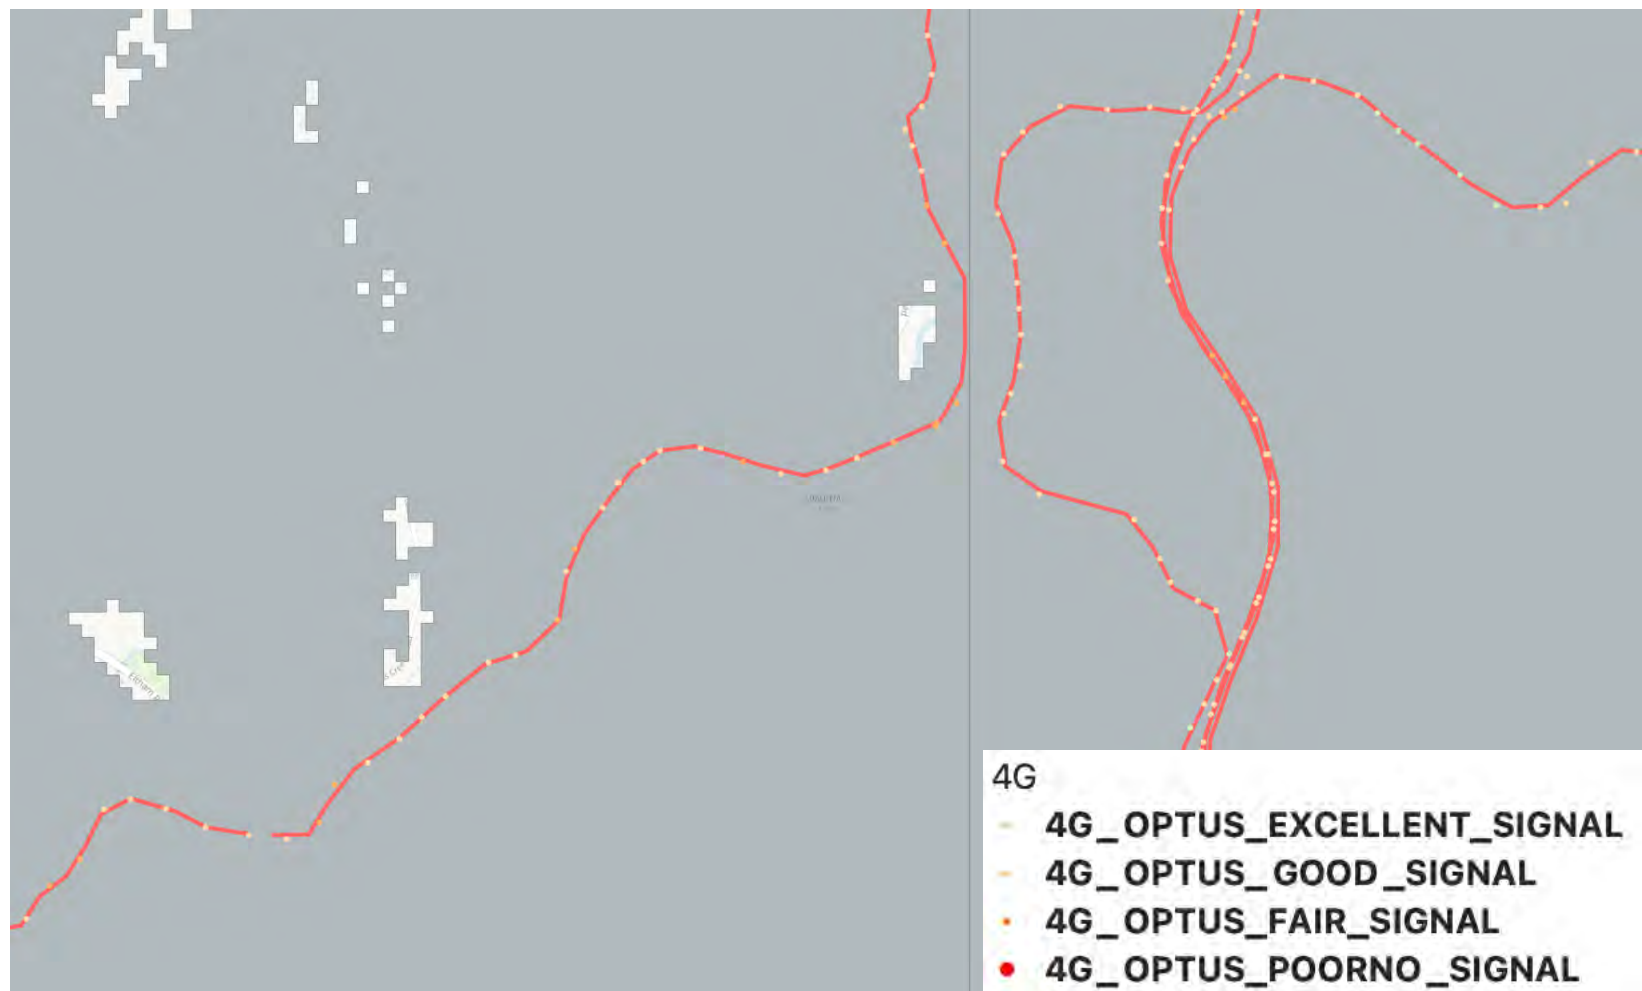 4G
4G_OPTUS_EXCELLENT_SIGNAL
4G_OPTUS_GOOD_SIGNAL
4G_OPTUS_FAIR_SIGNAL
4G_OPTUS_POORNO_SIGNAL